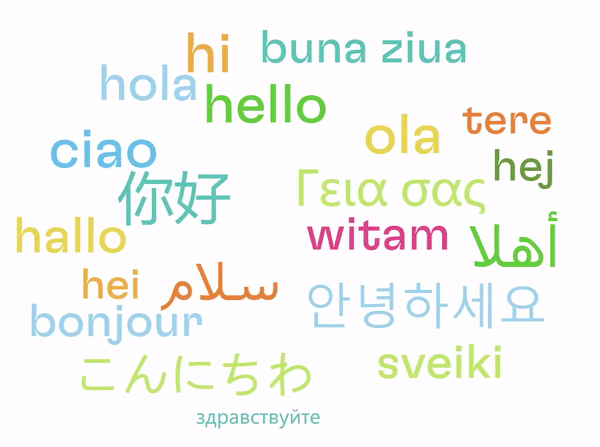 hi
buna ziua
hola
hello
ola
tere
ciao
hej
你好
Γεια σας
hallo
witam
أهلا
hei
سلام
bonjour
안녕하세요
こんにちわ
sveiki
здравствуйте